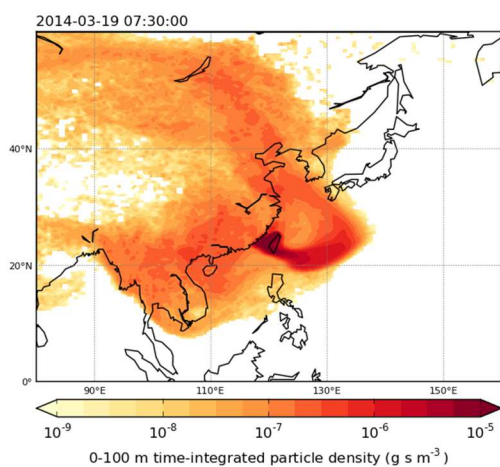 2014-03-19 07:30:00
40°N
20°N
0°
90°E 110°E 130°E 150°E
10⁻⁹ 10⁻⁸ 10⁻⁷ 10⁻⁶ 10⁻⁵
0-100 m time-integrated particle density (g s m⁻³)